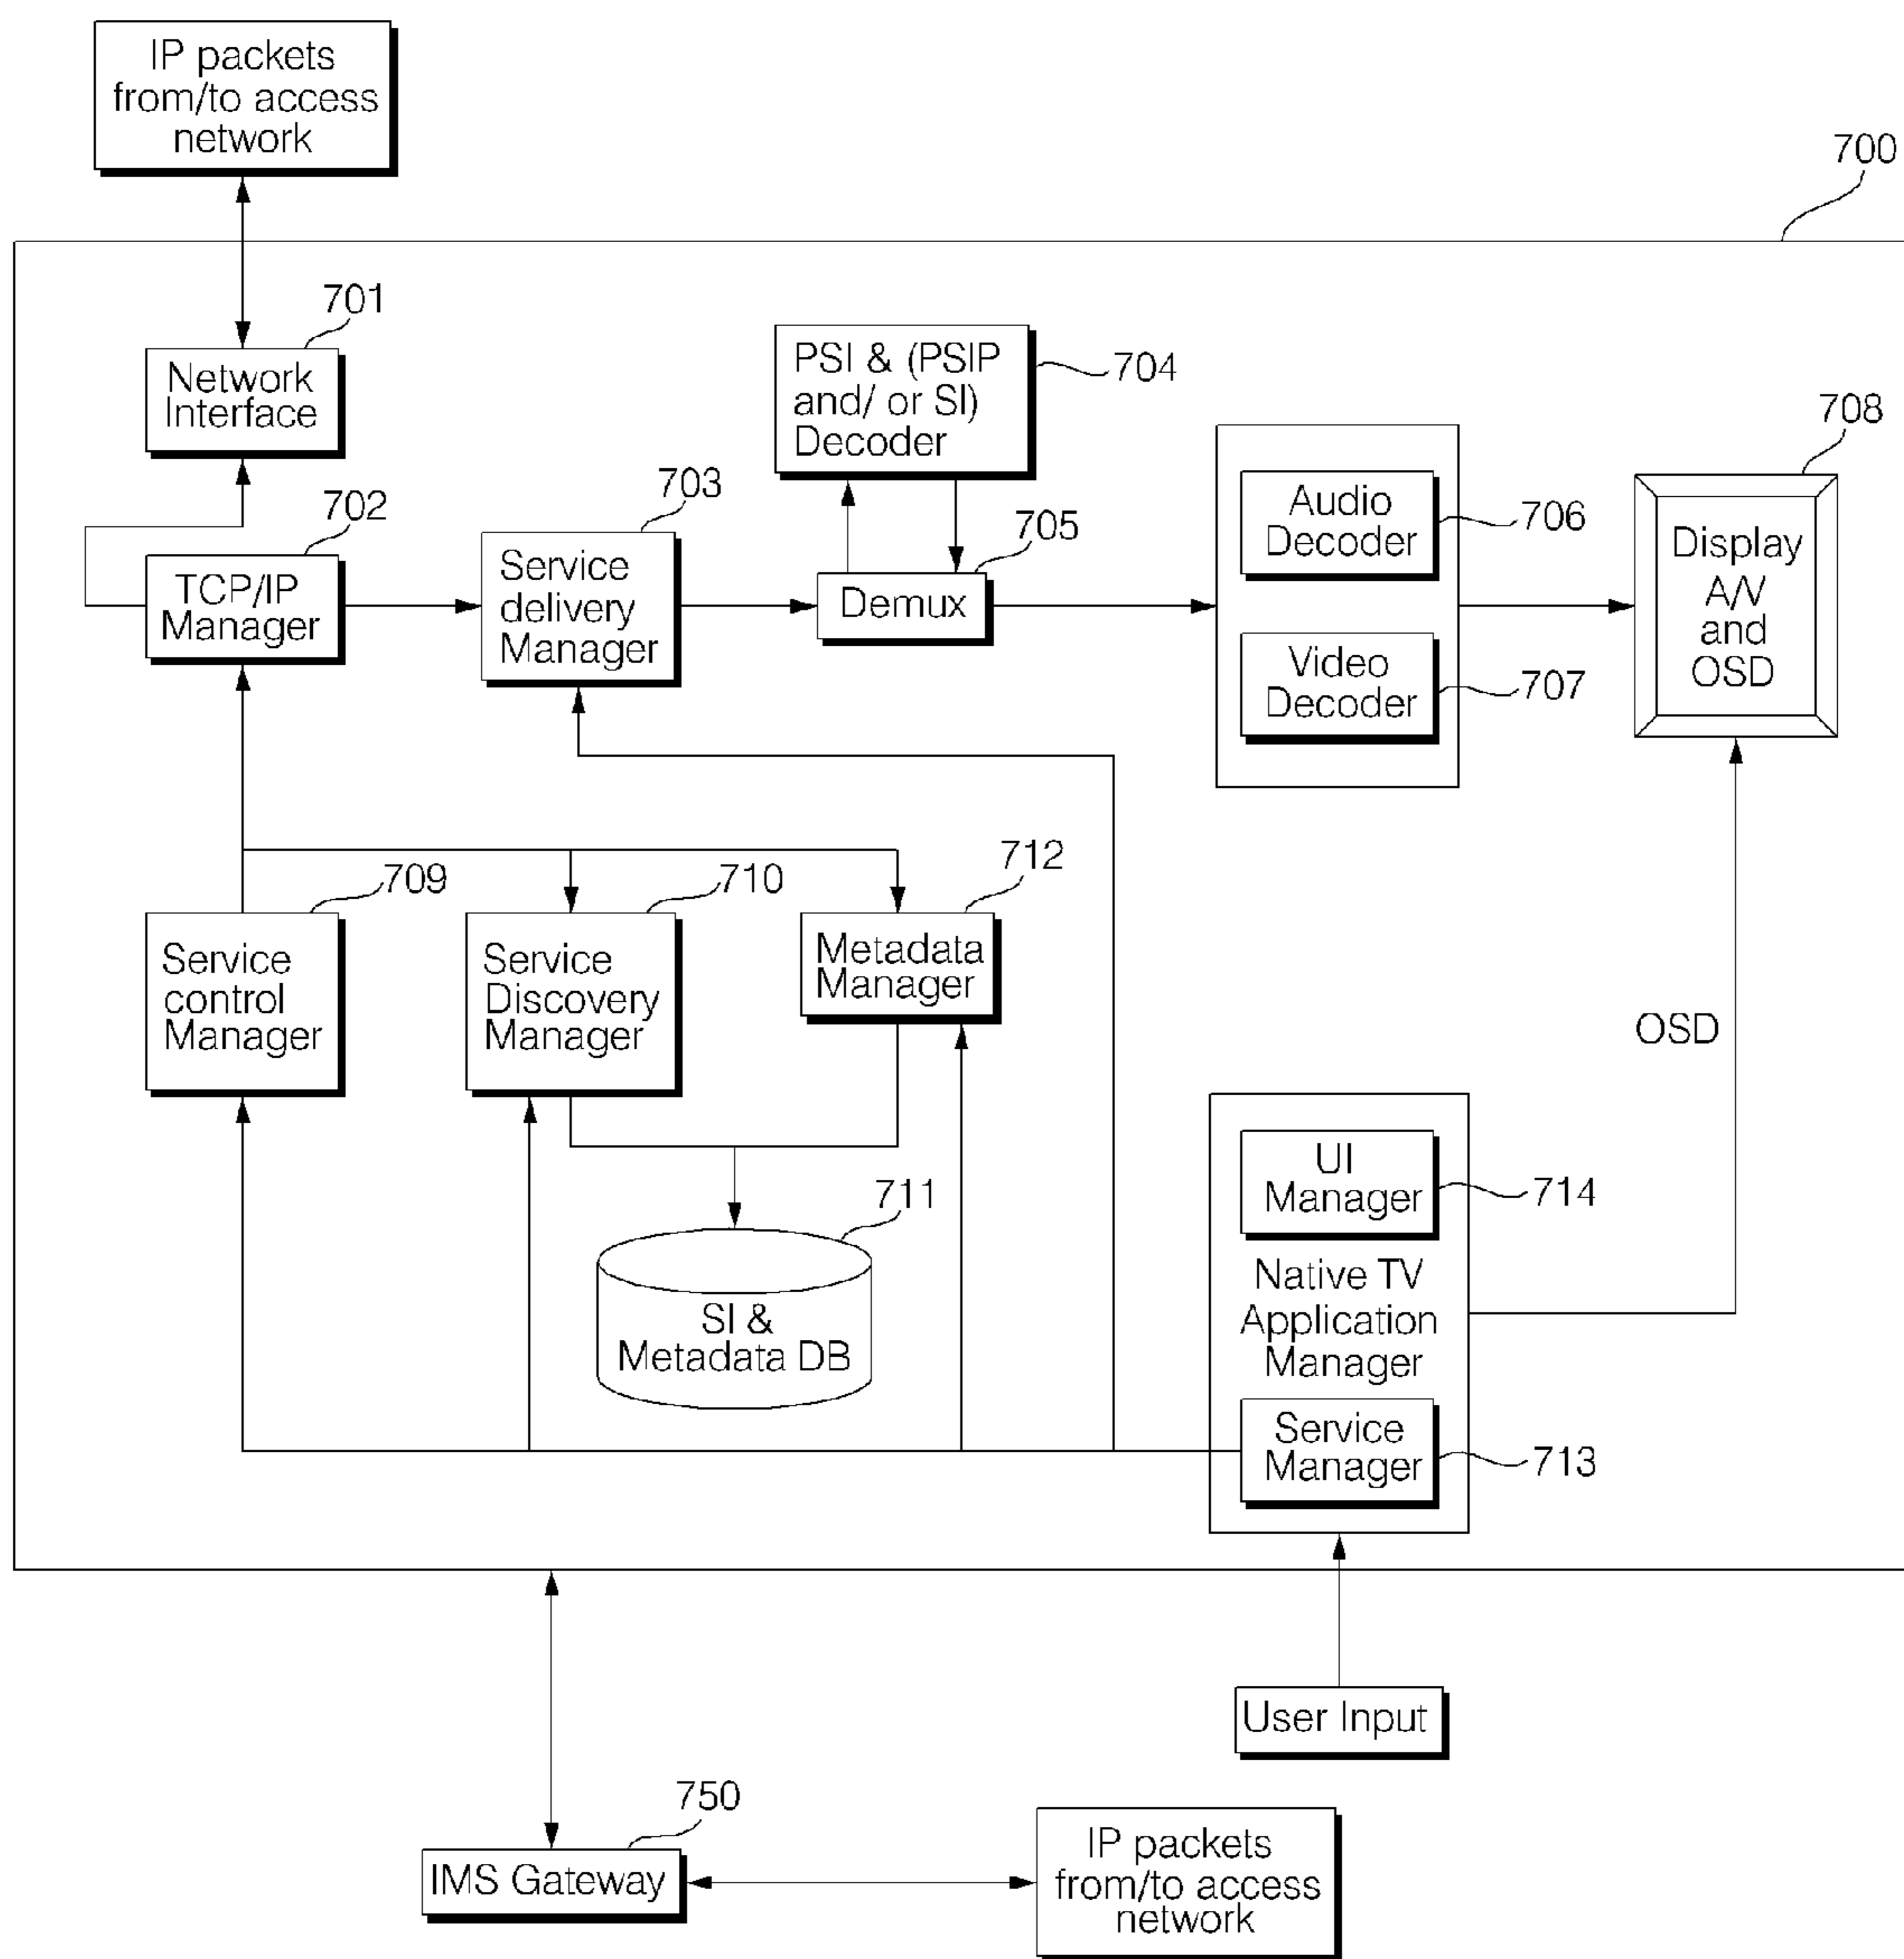 IP packets
from/to access
network
700
701
Network
Interface
PSI & (PSIP
and/ or SI)
Decoder
704
708
702
TCP/IP
Manager
703
Service
delivery
Manager
705
Demux
Audio
Decoder
706
Video
Decoder
707
Display
A/V
and
OSD
709
Service
control
Manager
710
Service
Discovery
Manager
712
Metadata
Manager
OSD
711
SI &
Metadata DB
UI
Manager
714
Native TV
Application
Manager
Service
Manager
713
User Input
750
IMS Gateway
IP packets
from/to access
network